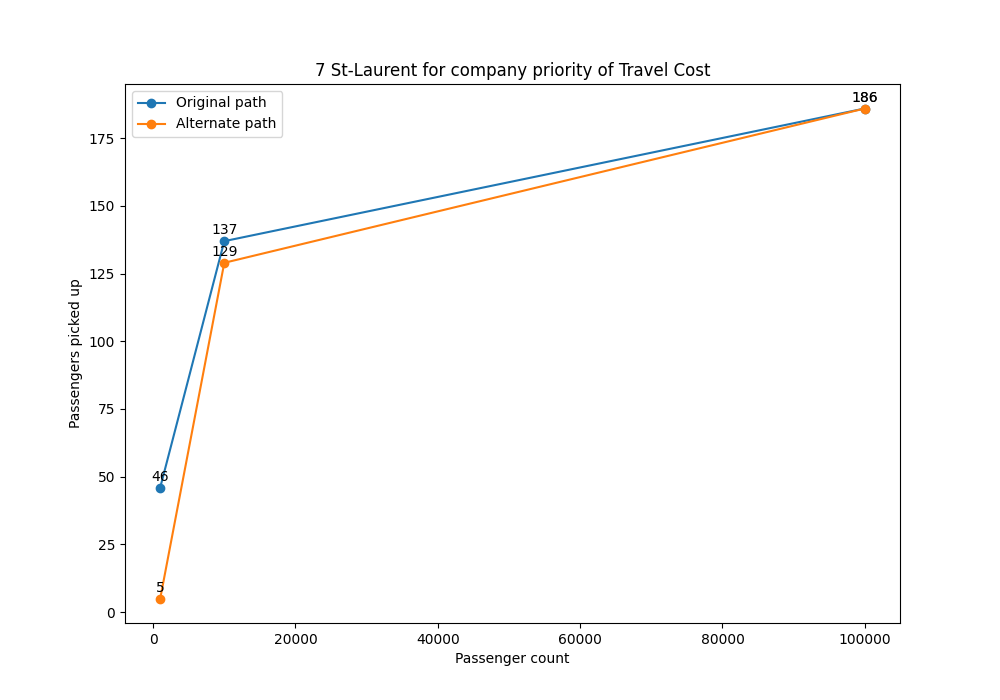 7 St-Laurent for company priority of Travel Cost
Original path
Alternate path
186
186
175
150
137
129
125
100
75
50
46
25
5
0
Passengers picked up
0 20000 40000 60000 80000 100000
Passenger count